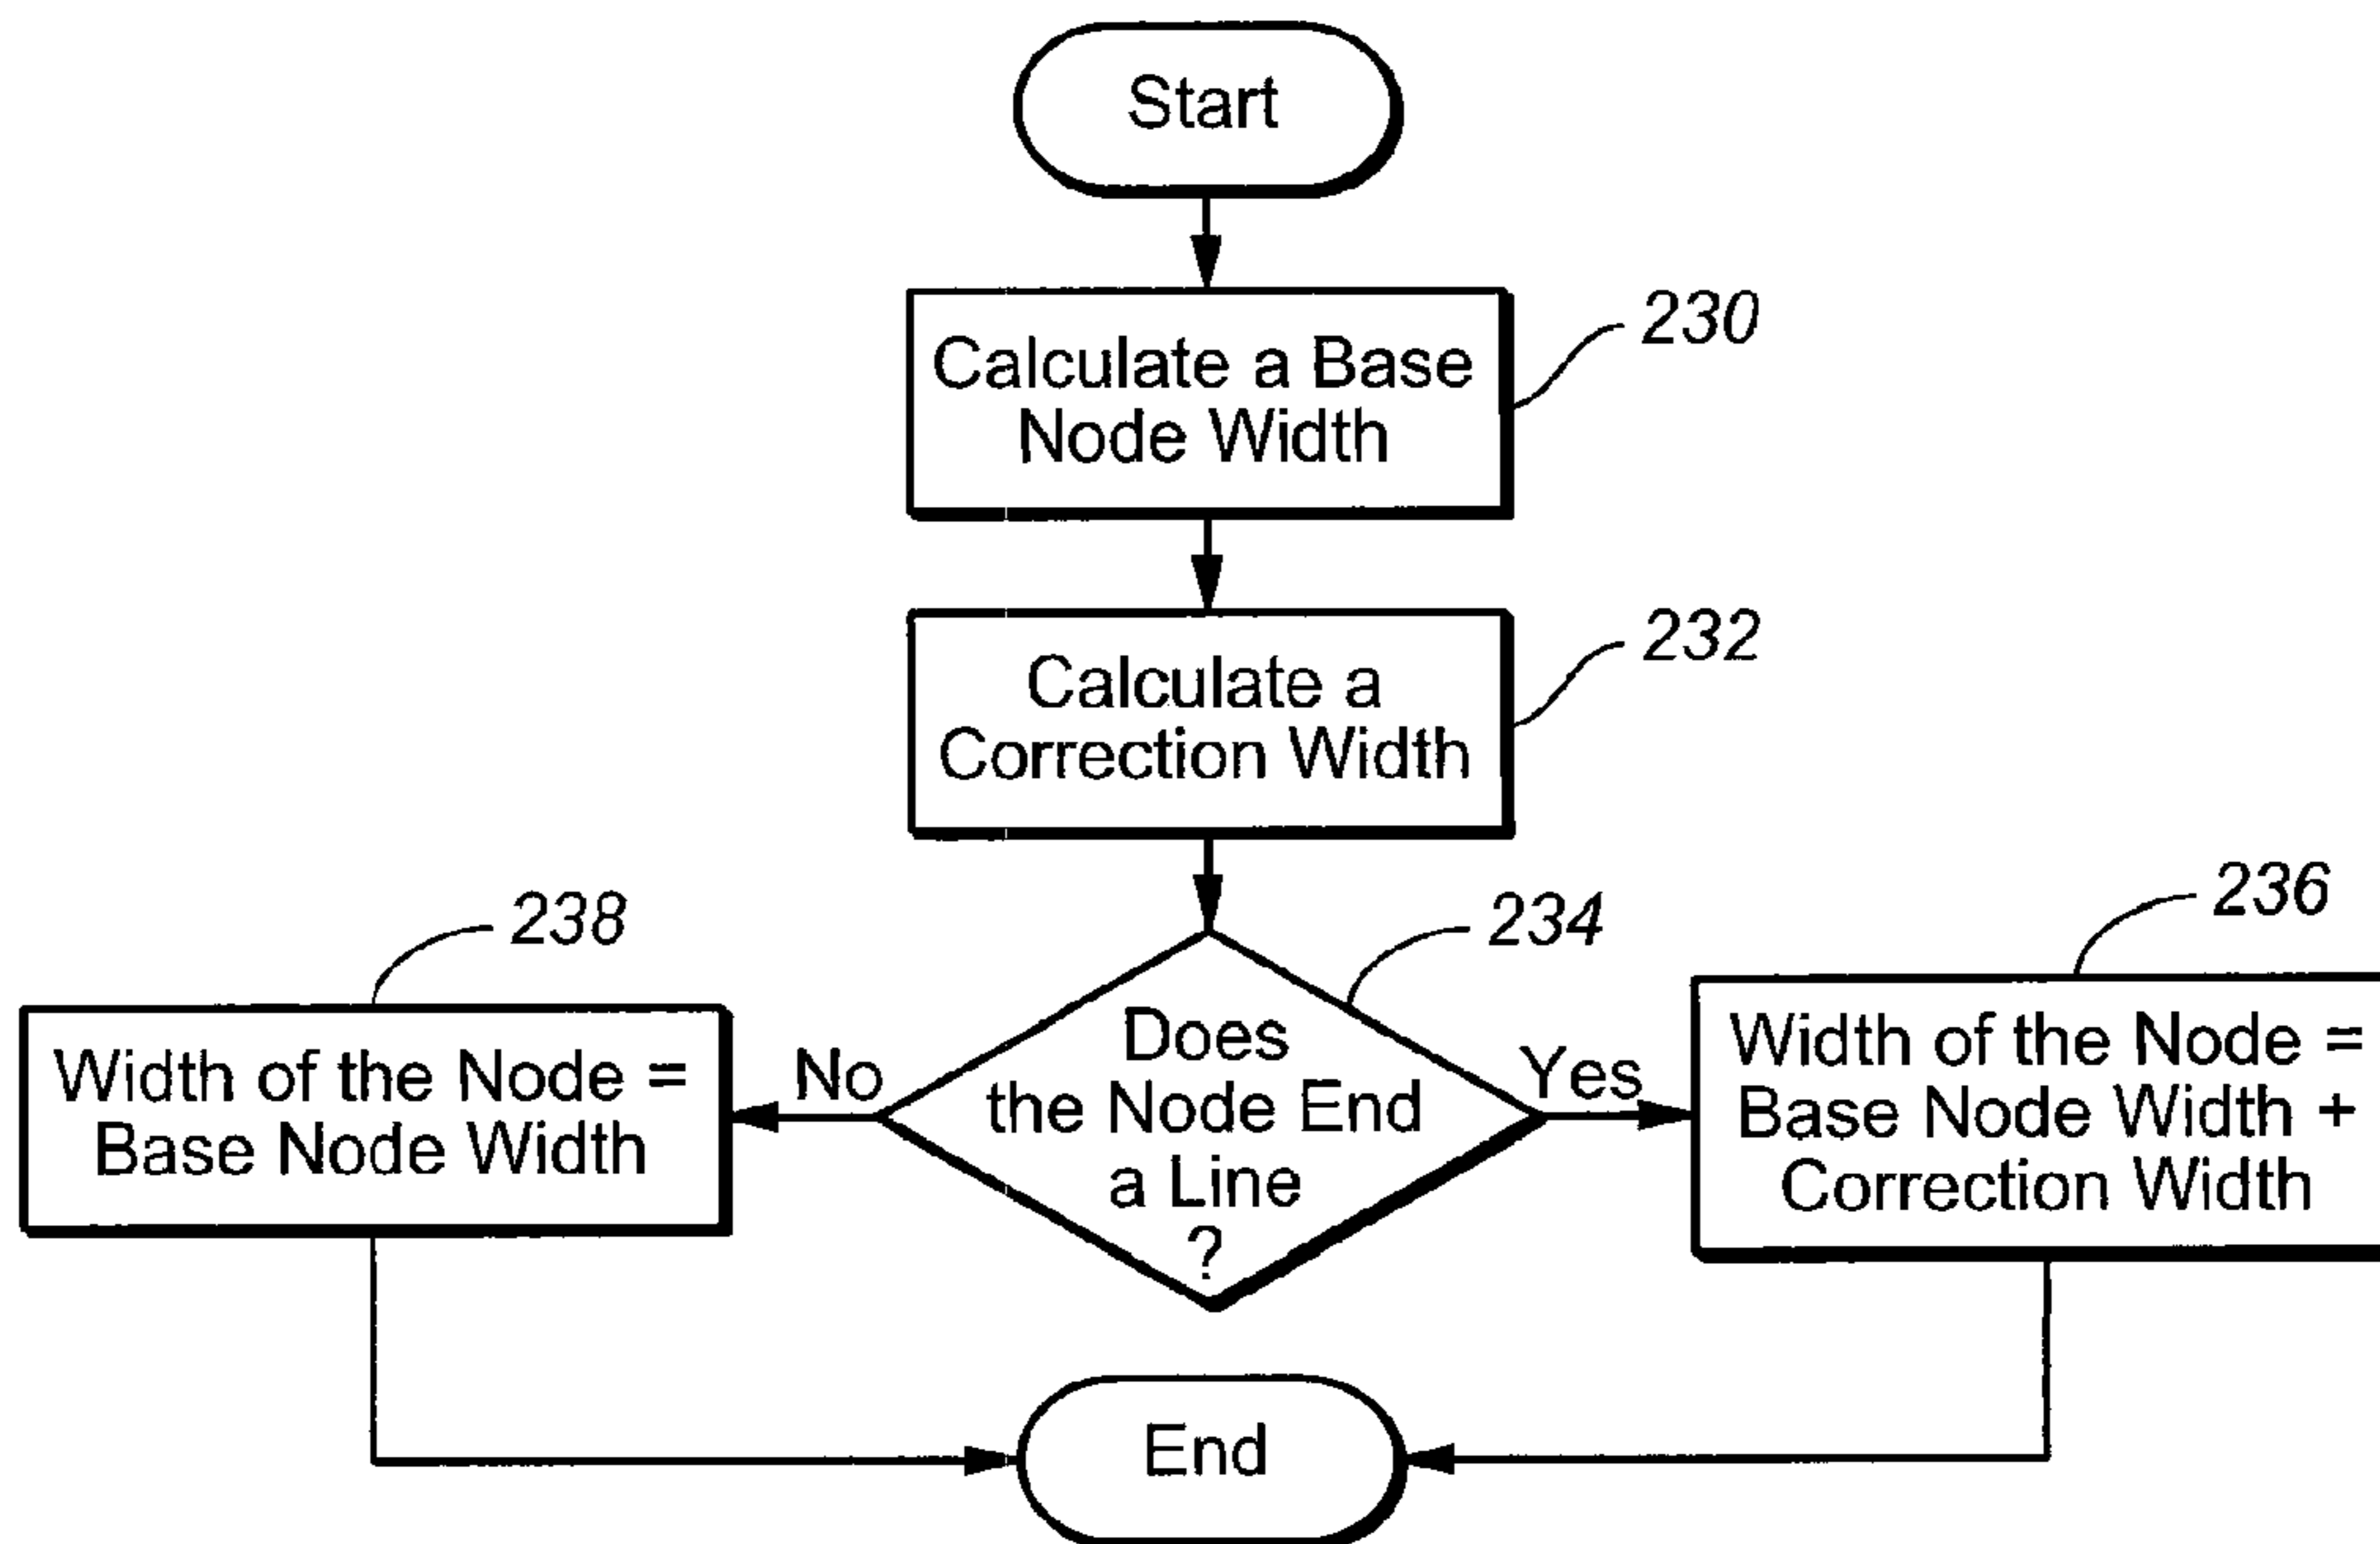 Start
Calculate a Base
Node Width
230
Calculate a
Correction Width
232
238
234
236
Width of the Node =
Base Node Width
No
Does
the Node End
a Line
?
Yes
Width of the Node =
Base Node Width +
Correction Width
End